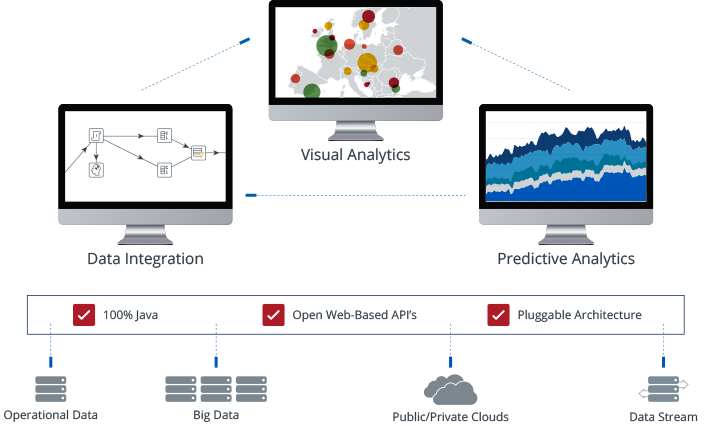 Visual Analytics
Data Integration
Predictive Analytics
100% Java
Open Web-Based API's
Pluggable Architecture
Operational Data
Big Data
Public/Private Clouds
Data Stream